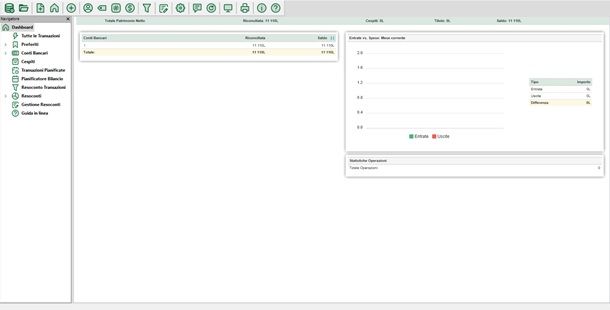 Navigatore
Dashboard
Tutte le Transazioni
Preferiti
Conti Bancari
Cespiti
Transazioni Pianificate
Pianificatore Bilancio
Resoconto Transazioni
Resoconti
Gestione Resoconti
Guida in linea
Totale Patrimonio Netto Riconciliata: 11 110L Cespiti: 0L Titolo: 0L Saldo: 11 110L
Conti Bancari Riconciliata Saldo
1 11 110L 11 110L
Totale: 11 110L 11 110L
Entrate vs. Spese: Mese corrente
2.0
1.6
1.2
0.8
0.4
0.0
Entrate Uscite
Tipo Importo
Entrate 0L
Uscite 0L
Differenza 0L
Statistiche Operazioni
Totale Operazioni: 0